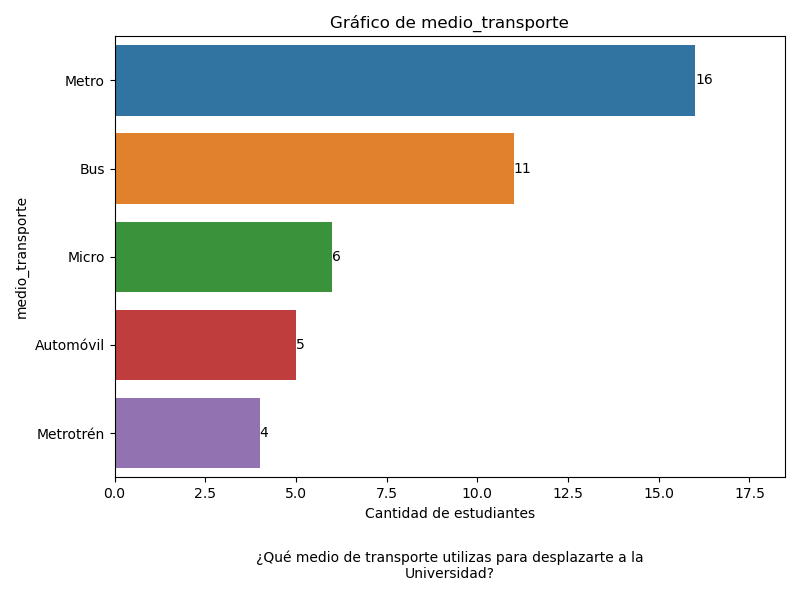 Gráfico de medio_transporte
medio_transporte
Metro
16
Bus
11
Micro
6
Automóvil
5
Metrotrén
4
0.0 2.5 5.0 7.5 10.0 12.5 15.0 17.5
Cantidad de estudiantes
¿Qué medio de transporte utilizas para desplazarte a la
Universidad?